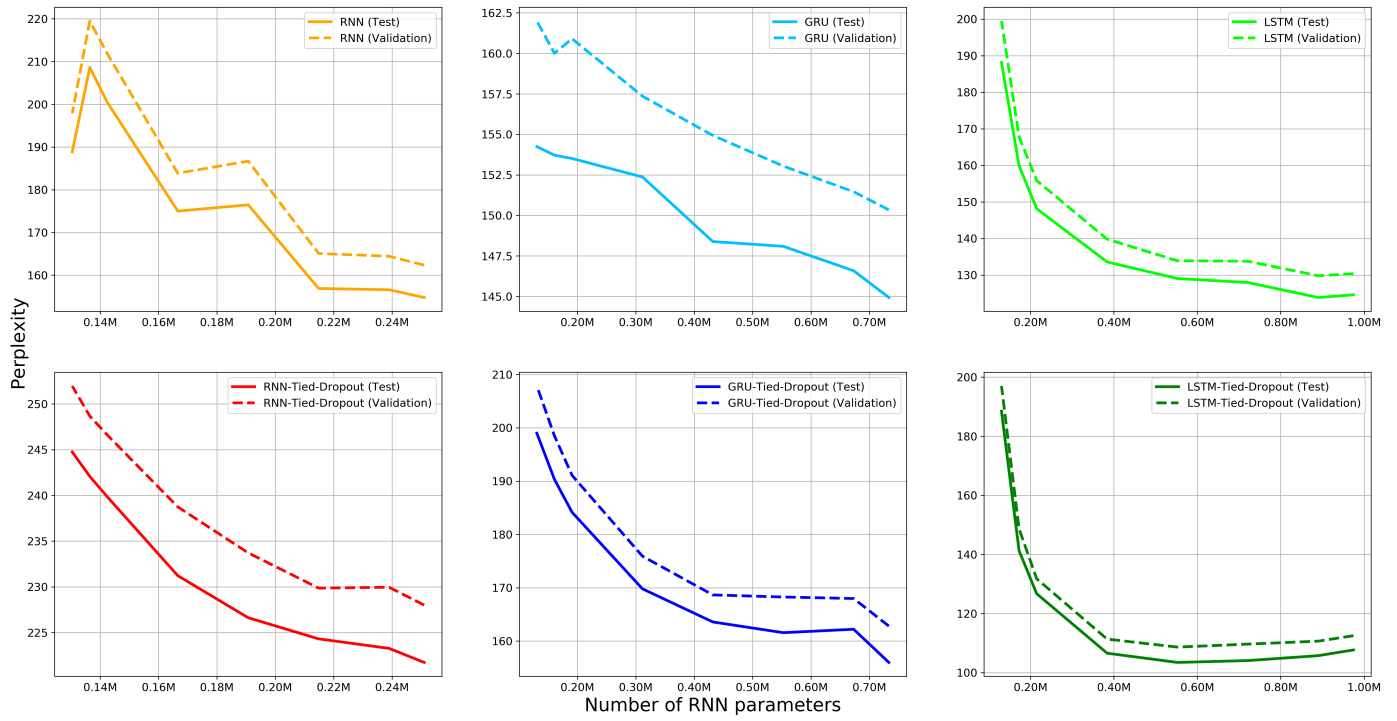 RNN (Test)
RNN (Validation)
220
210
200
190
180
170
160
0.14M 0.16M 0.18M 0.20M 0.22M 0.24M
GRU (Test)
GRU (Validation)
162.5
160.0
157.5
155.0
152.5
150.0
147.5
145.0
0.20M 0.30M 0.40M 0.50M 0.60M 0.70M
LSTM (Test)
LSTM (Validation)
200
190
180
170
160
150
140
130
0.20M 0.40M 0.60M 0.80M 1.00M
Perplexity
RNN-Tied-Dropout (Test)
RNN-Tied-Dropout (Validation)
250
245
240
235
230
225
0.14M 0.16M 0.18M 0.20M 0.22M 0.24M
GRU-Tied-Dropout (Test)
GRU-Tied-Dropout (Validation)
210
200
190
180
170
160
0.20M 0.30M 0.40M 0.50M 0.60M 0.70M
LSTM-Tied-Dropout (Test)
LSTM-Tied-Dropout (Validation)
200
180
160
140
120
100
0.20M 0.40M 0.60M 0.80M 1.00M
Number of RNN parameters